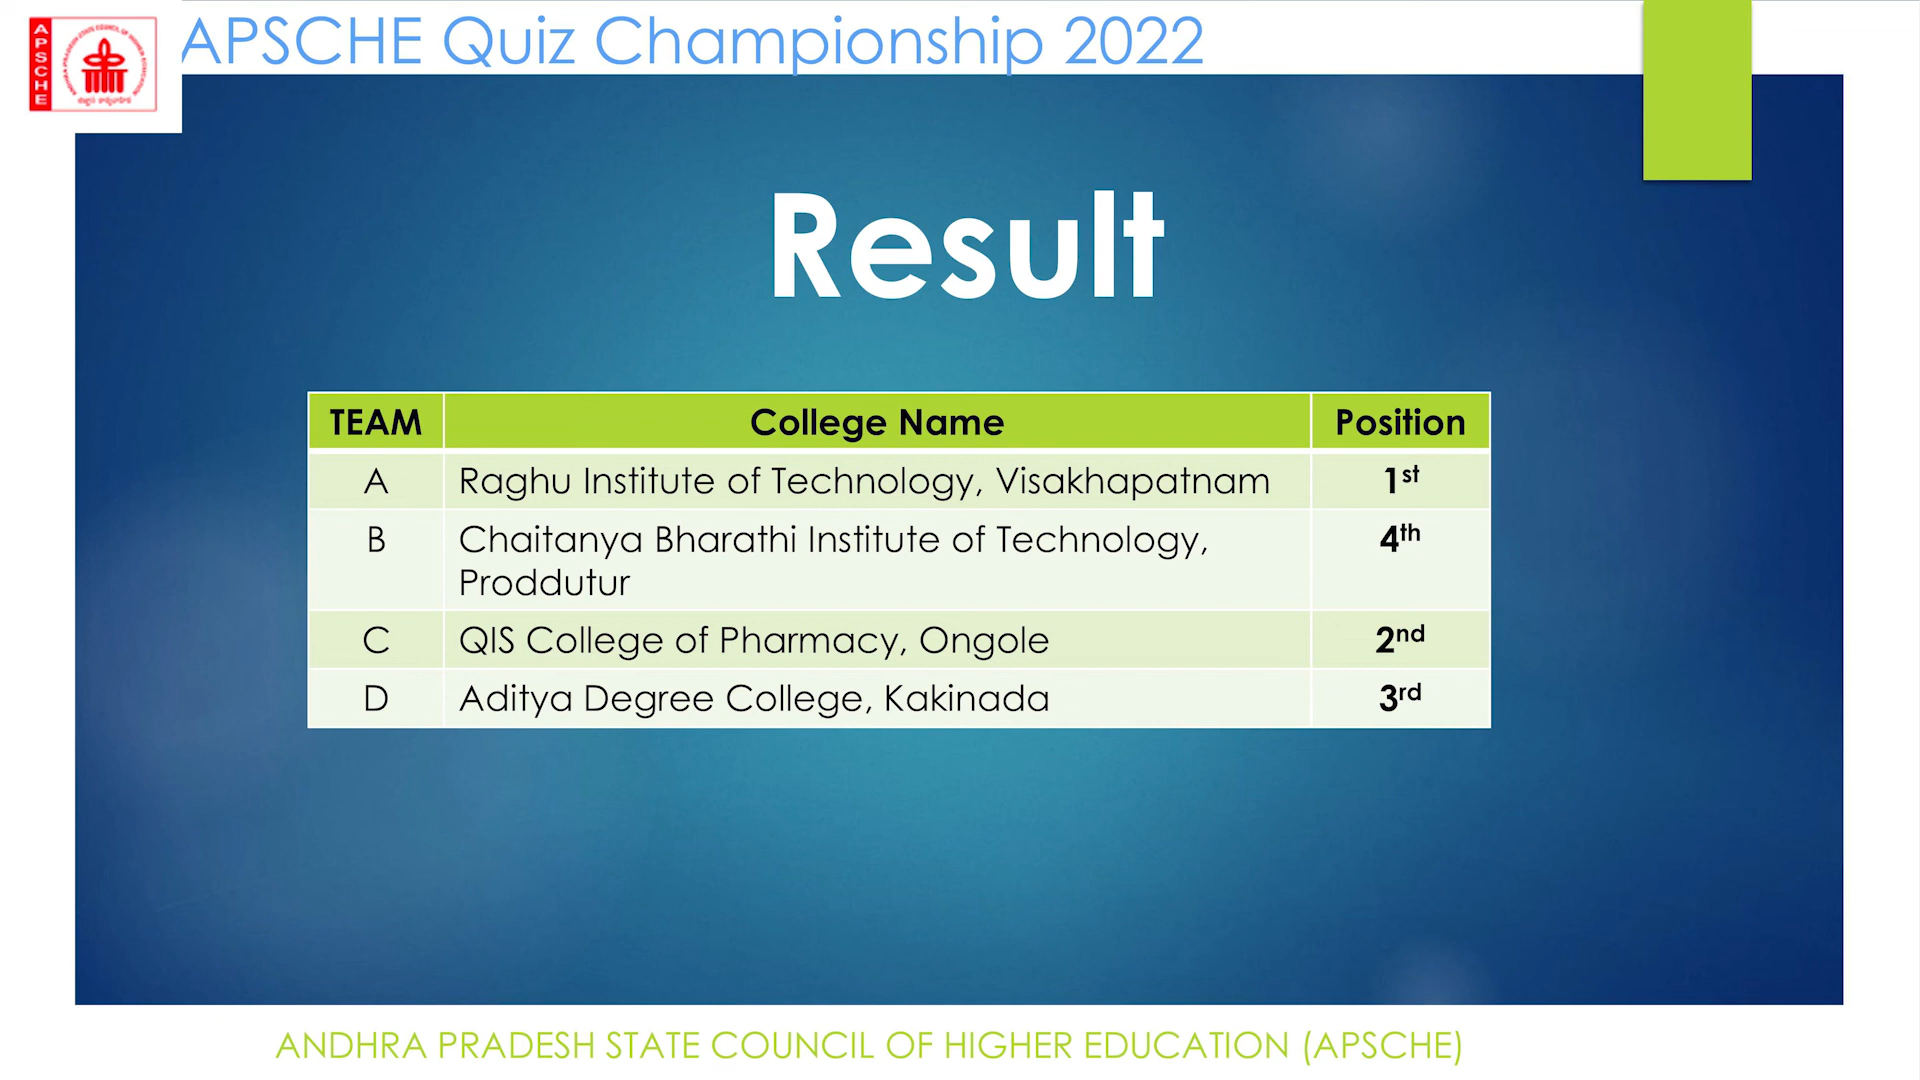 APSCHE
APSCHE Quiz Championship 2022
Result
TEAM College Name Position
A Raghu Institute of Technology, Visakhapatnam 1st
B Chaitanya Bharathi Institute of Technology, 4th
Proddutur
C QIS College of Pharmacy, Ongole 2nd
D Aditya Degree College, Kakinada 3rd
ANDHRA PRADESH STATE COUNCIL OF HIGHER EDUCATION (APSCHE)